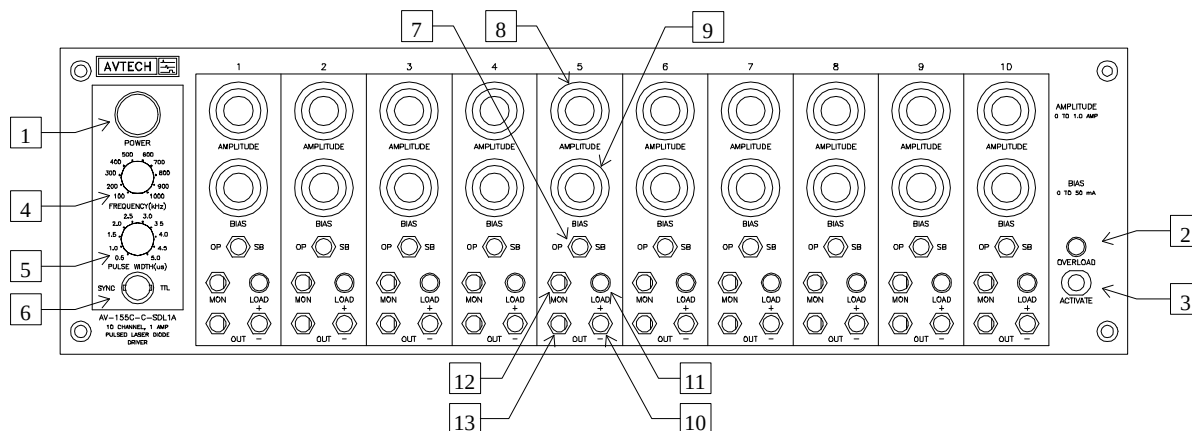 7
8
9
1
4
5
6
2
3
12
13
11
10
AVTECH
POWER
100 200 300 400 500 600 700 800 900 1000
FREQUENCY(kHz)
0.5 1.0 1.5 2.0 2.5 3.0 3.5 4.0 4.5 5.0
PULSE WIDTH(us)
SYNC TTL
AV-155C-C-SDL1A
10 CHANNEL, 1 AMP
PULSED LASER DIODE
DRIVER
1 2 3 4 5 6 7 8 9 10
AMPLITUDE AMPLITUDE AMPLITUDE AMPLITUDE AMPLITUDE AMPLITUDE AMPLITUDE AMPLITUDE AMPLITUDE AMPLITUDE
BIAS BIAS BIAS BIAS BIAS BIAS BIAS BIAS BIAS BIAS
OP SB OP SB OP SB OP SB OP SB OP SB OP SB OP SB OP SB OP SB
MON LOAD MON LOAD MON LOAD MON LOAD MON LOAD MON LOAD MON LOAD MON LOAD MON LOAD MON LOAD
+ + + + + + + + + +
OUT - OUT - OUT - OUT - OUT - OUT - OUT - OUT - OUT - OUT -
AMPLITUDE
0 TO 1.0 AMP
BIAS
0 TO 50 mA
OVERLOAD
ACTIVATE